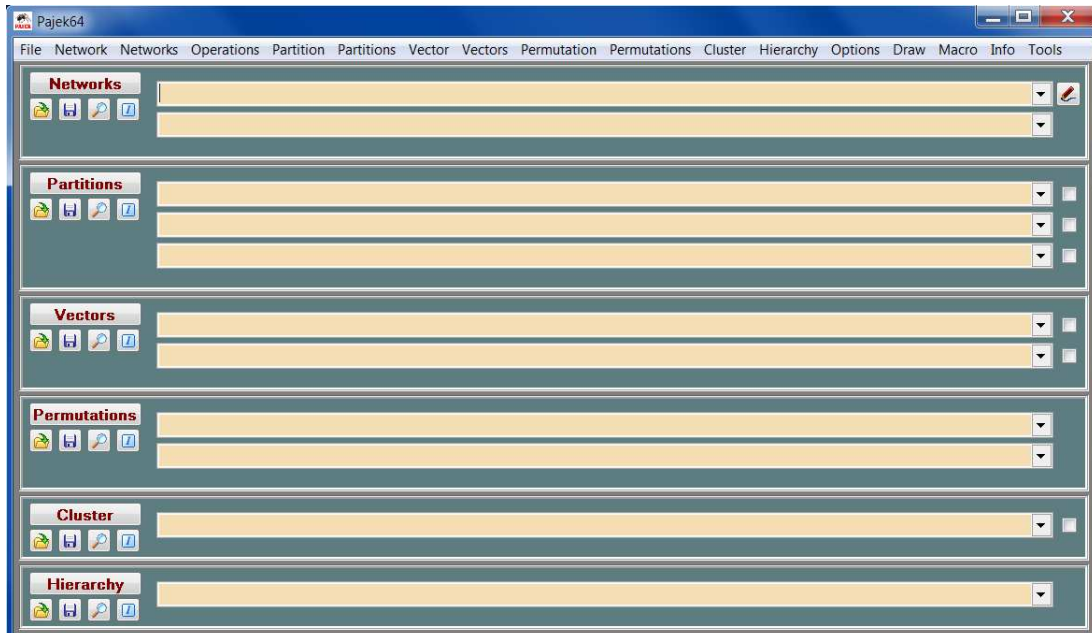 Pajek64
File Network Networks Operations Partition Partitions Vector Vectors Permutation Permutations Cluster Hierarchy Options Draw Macro Info Tools
Networks
Partitions
Vectors
Permutations
Cluster
Hierarchy